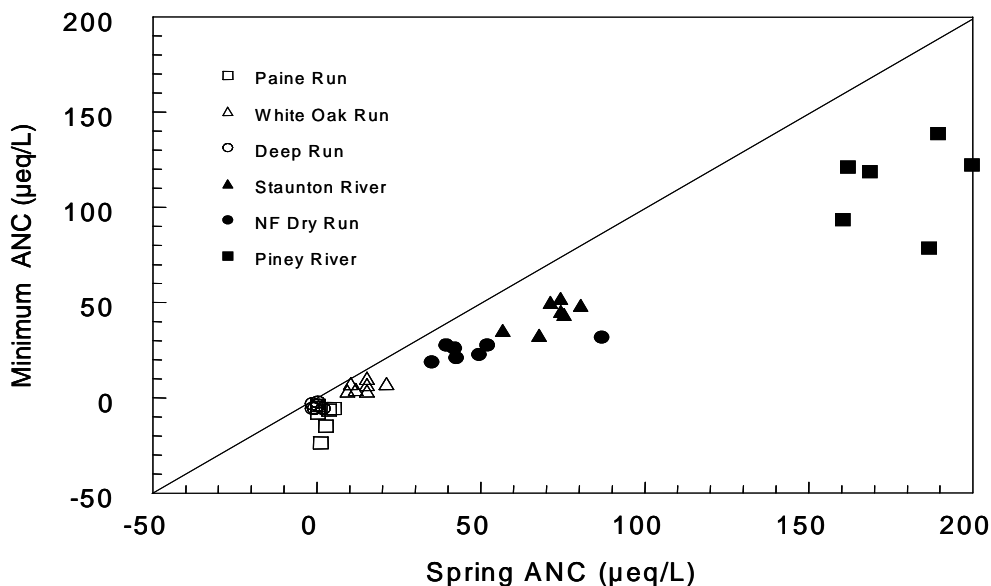 200
150
100
50
0
-50
Minimum ANC (µeq/L)
Paine Run
White Oak Run
Deep Run
Staunton River
NF Dry Run
Piney River
-50 0 50 100 150 200
Spring ANC (µeq/L)